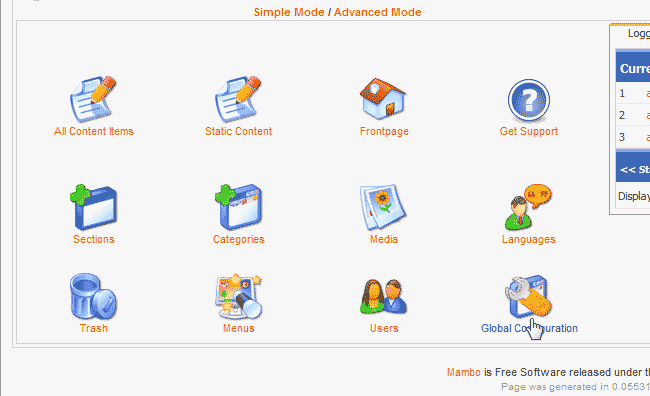 Simple Mode / Advanced Mode
Logg
Curre
All Content Items
Static Content
Frontpage
Get Support
1
2
3
<< St
Display
Sections
Categories
Media
Languages
Trash
Menus
Users
Global Configuration
Mambo is Free Software released under th
Page was generated in 0.05531